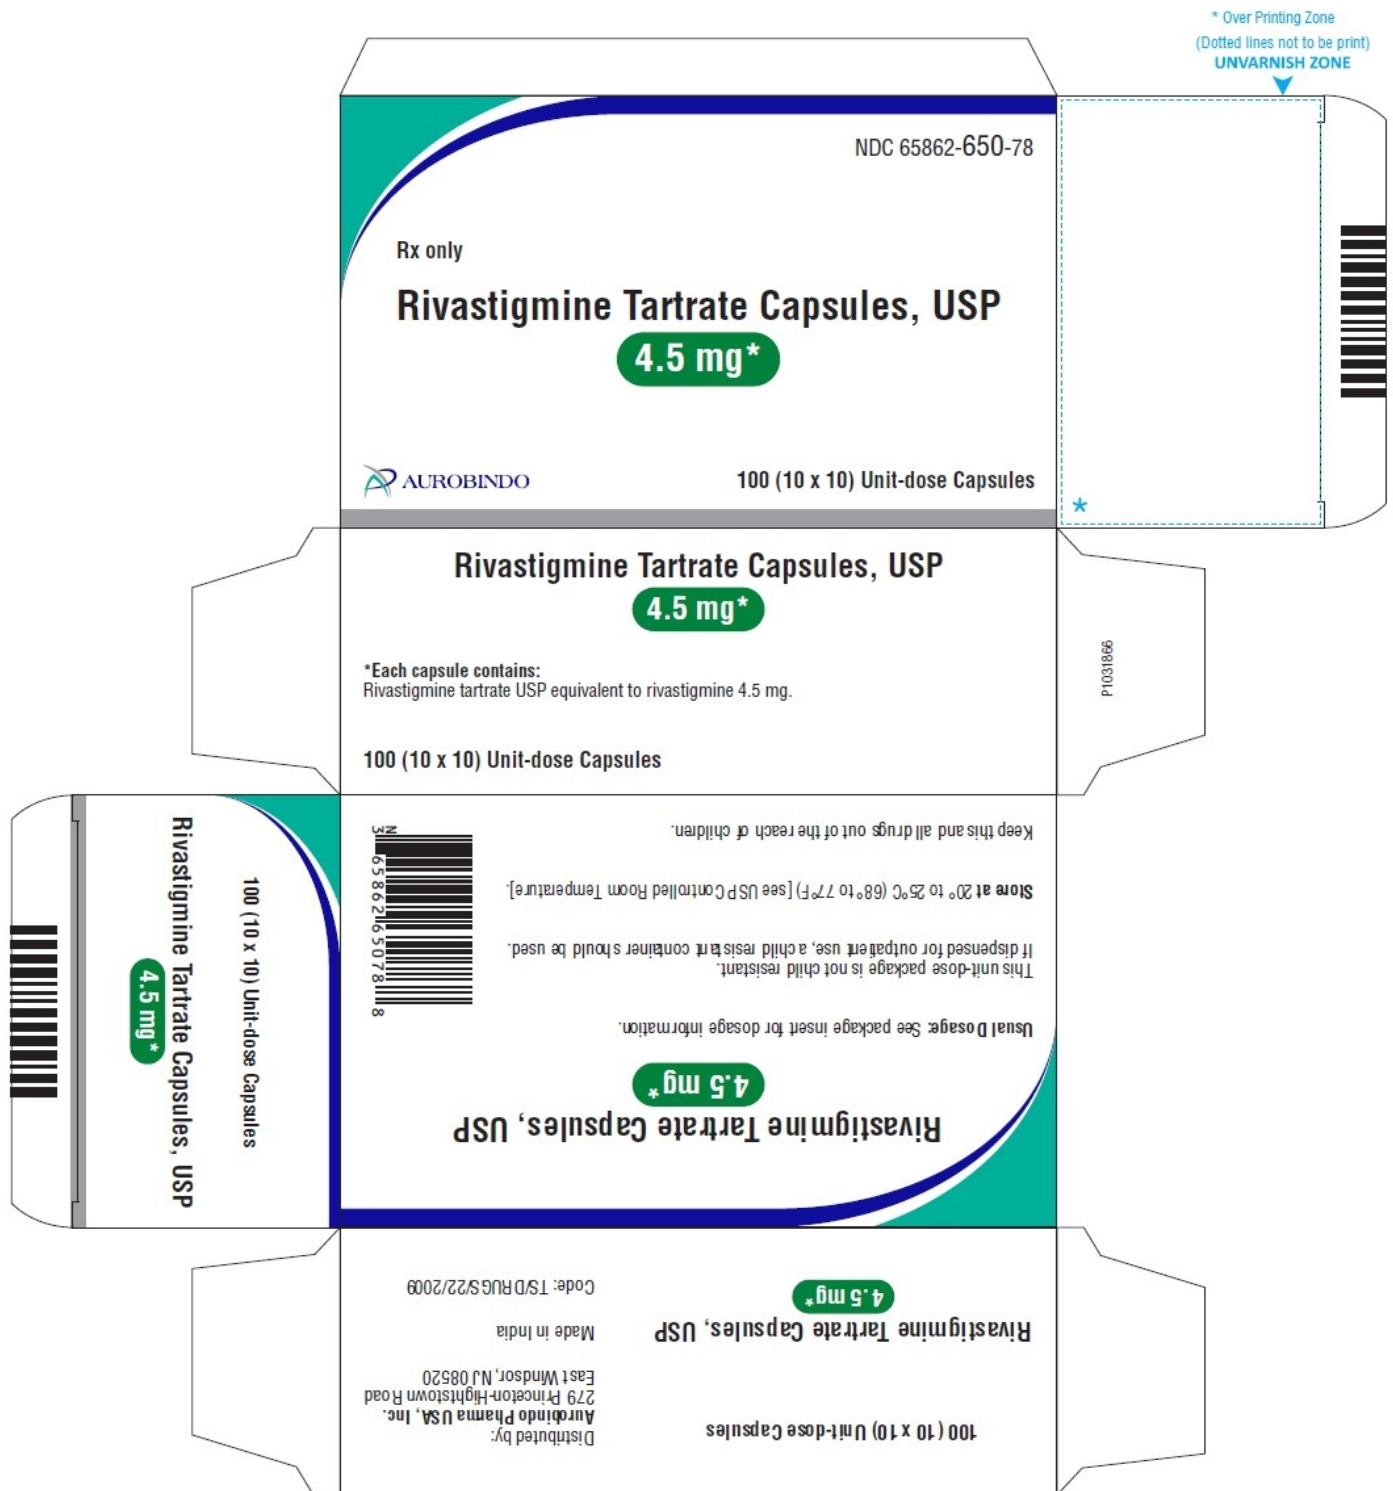 * Over Printing Zone
(Dotted lines not to be print)
UNVARNISH ZONE
NDC 65862-650-78
Rx only
Rivastigmine Tartrate Capsules, USP
4.5 mg*
AUROBINDO
100 (10 x 10) Unit-dose Capsules
*
Rivastigmine Tartrate Capsules, USP
4.5 mg*
*Each capsule contains:
Rivastigmine tartrate USP equivalent to rivastigmine 4.5 mg.
100 (10 x 10) Unit-dose Capsules
P1031866
Rivastigmine Tartrate Capsules, USP
4.5 mg*
100 (10 x 10) Unit-dose Capsules
Rivastigmine Tartrate Capsules, USP
4.5 mg*
Usual Dosage: See package insert for dosage information.
This unit-dose package is not child resistant.
If dispensed for outpatient use, a child resistant container should be used.
Store at 20° to 25°C (68° to 77°F) [see USP Controlled Room Temperature].
Keep this and all drugs out of the reach of children.
N
3 65862 65078 8
100 (10 x 10) Unit-dose Capsules
Rivastigmine Tartrate Capsules, USP
4.5 mg*
Distributed by:
Aurobindo Pharma USA, Inc.
279 Princeton-Hightstown Road
East Windsor, NJ 08520
Made in India
Code: TS/DRUGS/22/2009